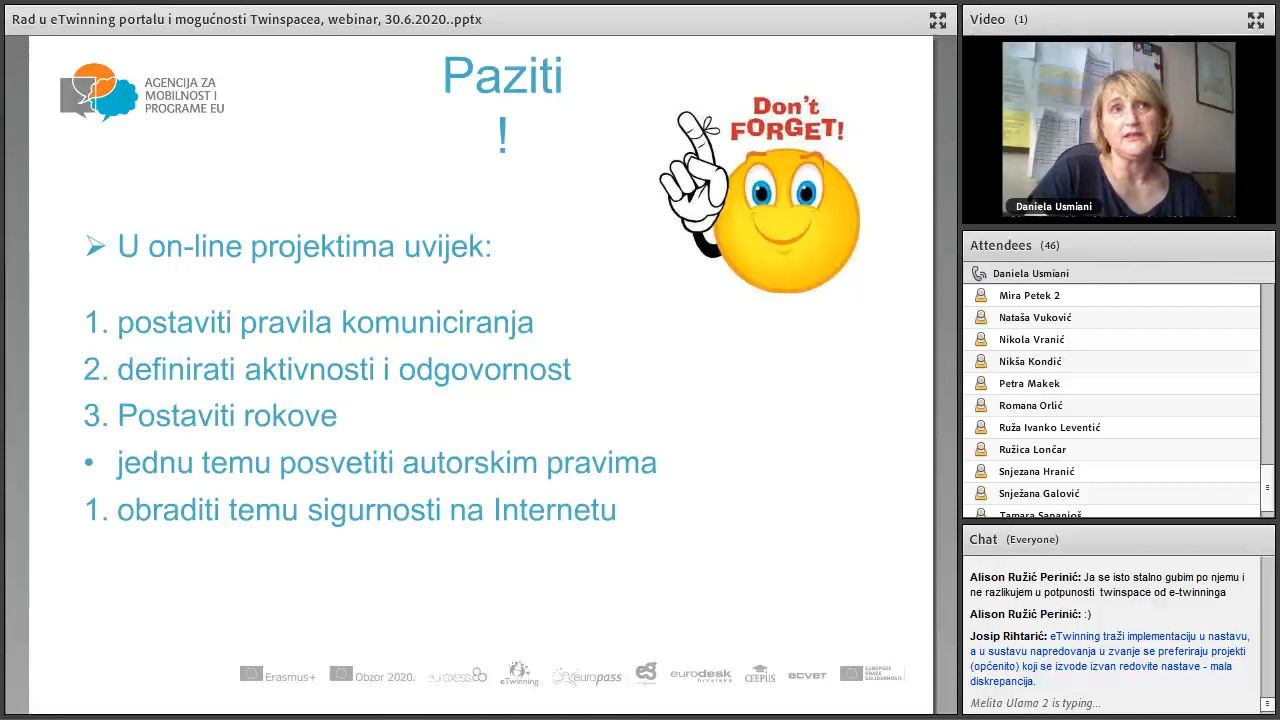 Rad u eTwinning portalu i mogućnosti Twinspacea, webinar, 30.6.2020..pptx
AGENCIJA ZA
MOBILNOST I
PROGRAME EU
Paziti
!
Don't
FORGET!
➢ U on-line projektima uvijek:
1. postaviti pravila komuniciranja
2. definirati aktivnosti i odgovornost
3. Postaviti rokove
• jednu temu posvetiti autorskim pravima
1. obraditi temu sigurnosti na Internetu
Erasmus+
Obzor 2020.
euraxess
eTwinning
europass
eurodesk
hrvatska
CEEPUS
ECVET
EUROPSKE
SNAGE
SOLIDARNOSTI
Video (1)
Daniela Usmiani
Attendees (46)
Daniela Usmiani
Mira Petek 2
Nataša Vuković
Nikola Vranić
Nikša Kondić
Petra Makek
Romana Orlić
Ruža Ivanko Leventić
Ružica Lončar
Snjezana Hranić
Snježana Galović
Chat (Everyone)
Alison Ružić Perinić: Ja se isto stalno gubim po njemu i
ne razlikujem u potpunosti twinspace od e-twinninga
Alison Ružić Perinić: :)
Josip Rihtarić: eTwinning traži implementaciju u nastavu,
a u sustavu napredovanja u zvanje se preferiraju projekti
(općenito) koji se izvode izvan redovite nastave - mala
diskrepancija.
Melita Ulama 2 is typing...